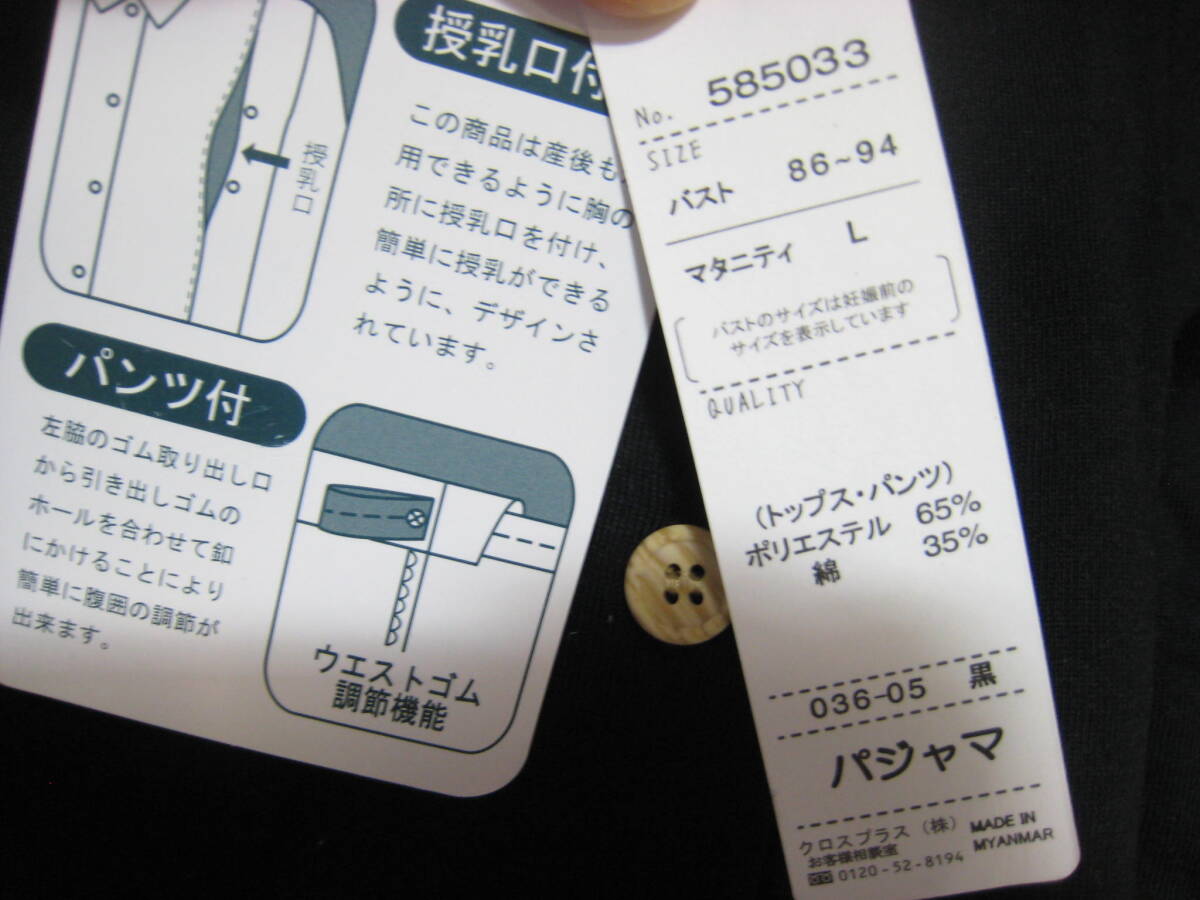 授乳口付
この商品は産後も
用できるように胸の
所に授乳口を付け、
簡単に授乳ができる
ように、デザインさ
れています。
授乳口
パンツ付
左脇のゴム取り出し口
から引き出しゴムの
ホールを合わせて釦
にかけることにより
簡単に腹囲の調節が
出来ます。
ウエストゴム
調節機能
No. 585033
SIZE
バスト 86~94
マタニティ L
バストのサイズは妊娠前の
サイズを表示しています
QUALITY
(トップス・パンツ)
ポリエステル 65%
綿 35%
036-05 黒
パジャマ
クロスプラス(株) MADE IN
お客様相談室 MYANMAR
0120-52-8194